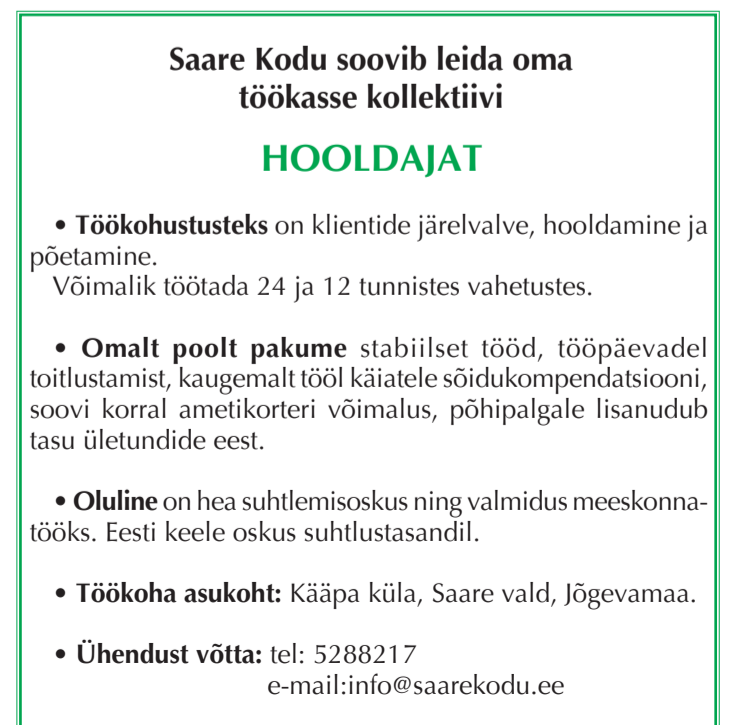 Saare Kodu soovib leida oma
töökasse kollektiivi
HOOLDAJAT
• Töökohustusteks on klientide järelvalve, hooldamine ja
põetamine.
Võimalik töötada 24 ja 12 tunnistes vahetustes.
• Omalt poolt pakume stabiilset tööd, tööpäevadel
toitlustamist, kaugemalt tööl käiatele sõidukompendatsiooni,
soovi korral ametikorteri võimalus, põhipalgale lisanudub
tasu ületundide eest.
• Oluline on hea suhtlemisoskus ning valmidus meeskonna-
tööks. Eesti keele oskus suhtlustasandil.
• Töökoha asukoht: Kääpa küla, Saare vald, Jõgevamaa.
• Ühendust võtta: tel: 5288217
e-mail:info@saarekodu.ee